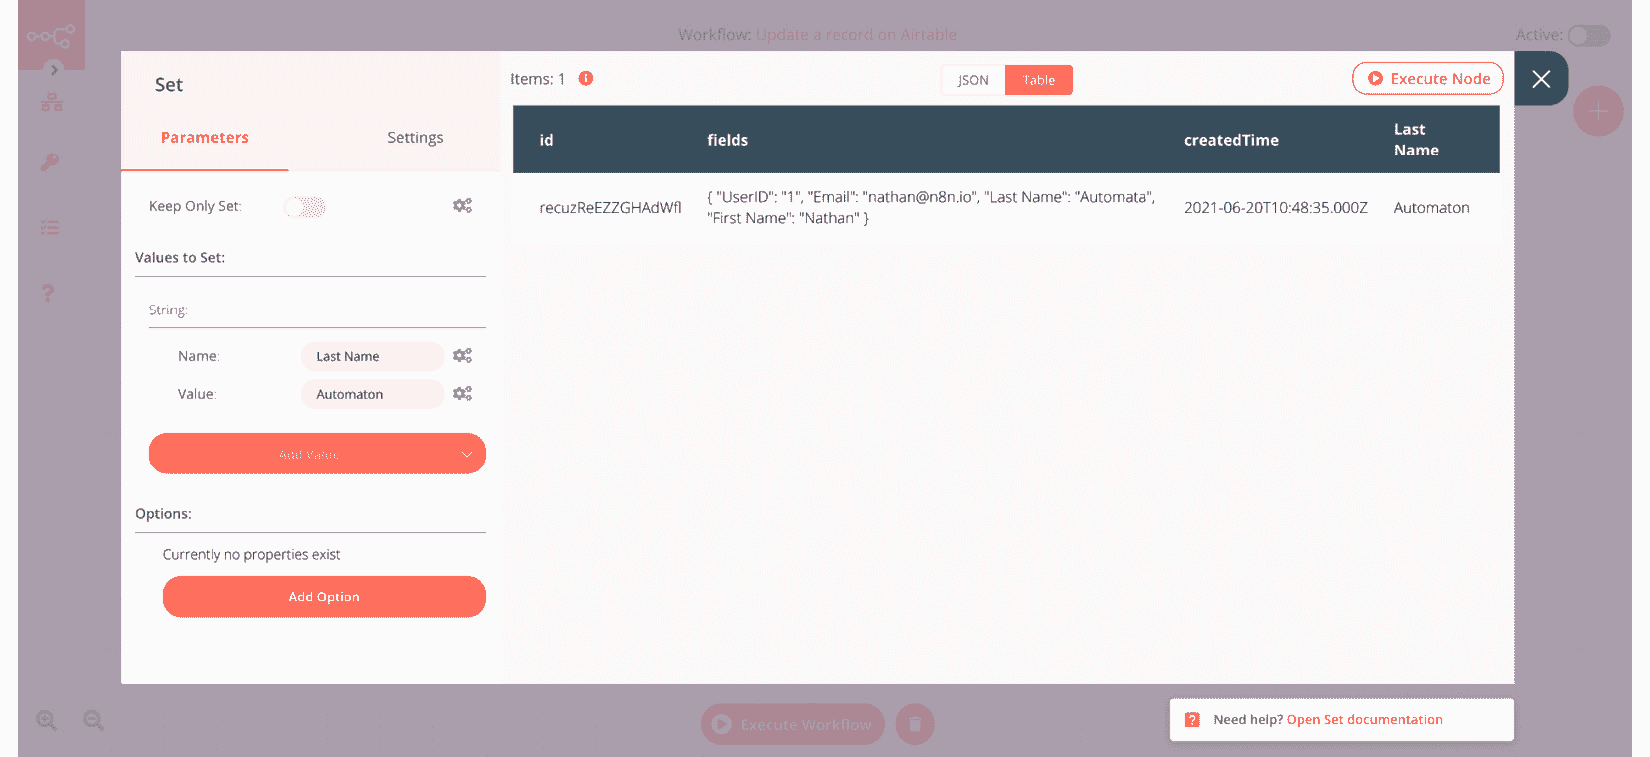 Workflow: Update a record on Airtable
Active:
Set
Parameters
Settings
Keep Only Set:
Values to Set:
String:
Name:
Last Name
Value:
Automaton
Add Value
Options:
Currently no properties exist
Add Option
Items: 1
JSON
Table
Execute Node
id
fields
createdTime
Last
Name
recuzReEZZGHAdWfl
{ "UserID": "1", "Email": "nathan@n8n.io", "Last Name": "Automata",
"First Name": "Nathan" }
2021-06-20T10:48:35.000Z
Automaton
Execute Workflow
Need help? Open Set documentation